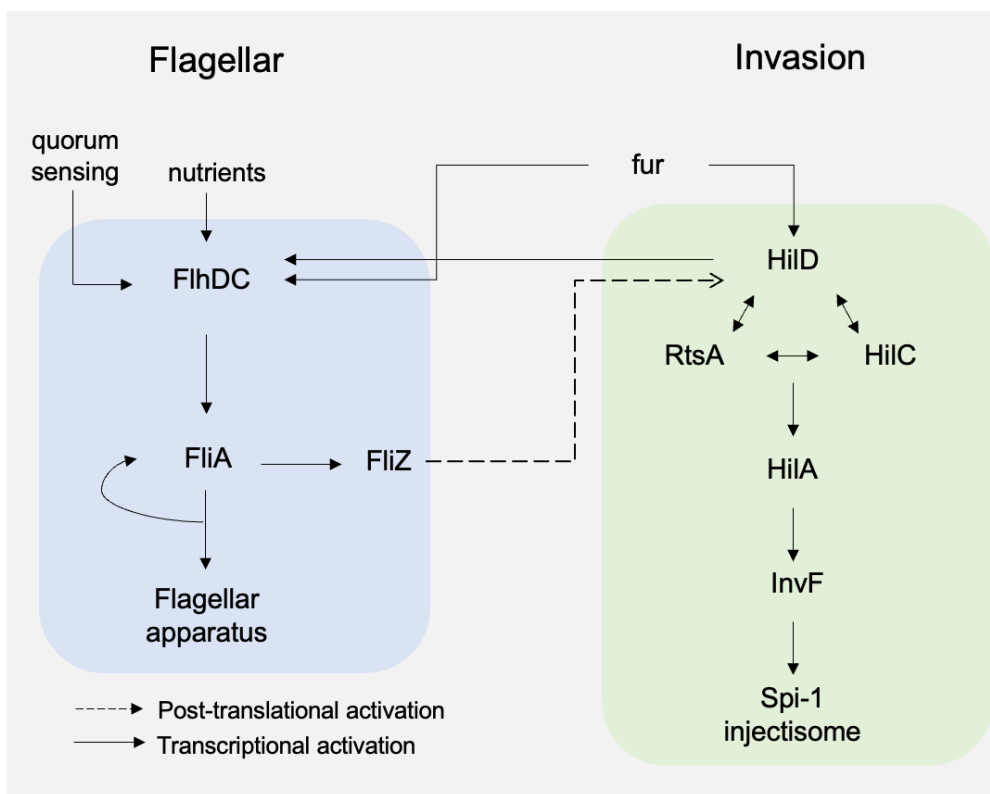 Flagellar
Invasion
quorum
sensing
nutrients
fur
FlhDC
HilD
RtsA
HilC
FliA
FliZ
HilA
InvF
Flagellar
apparatus
Spi-1
injectisome
Post-translational activation
Transcriptional activation